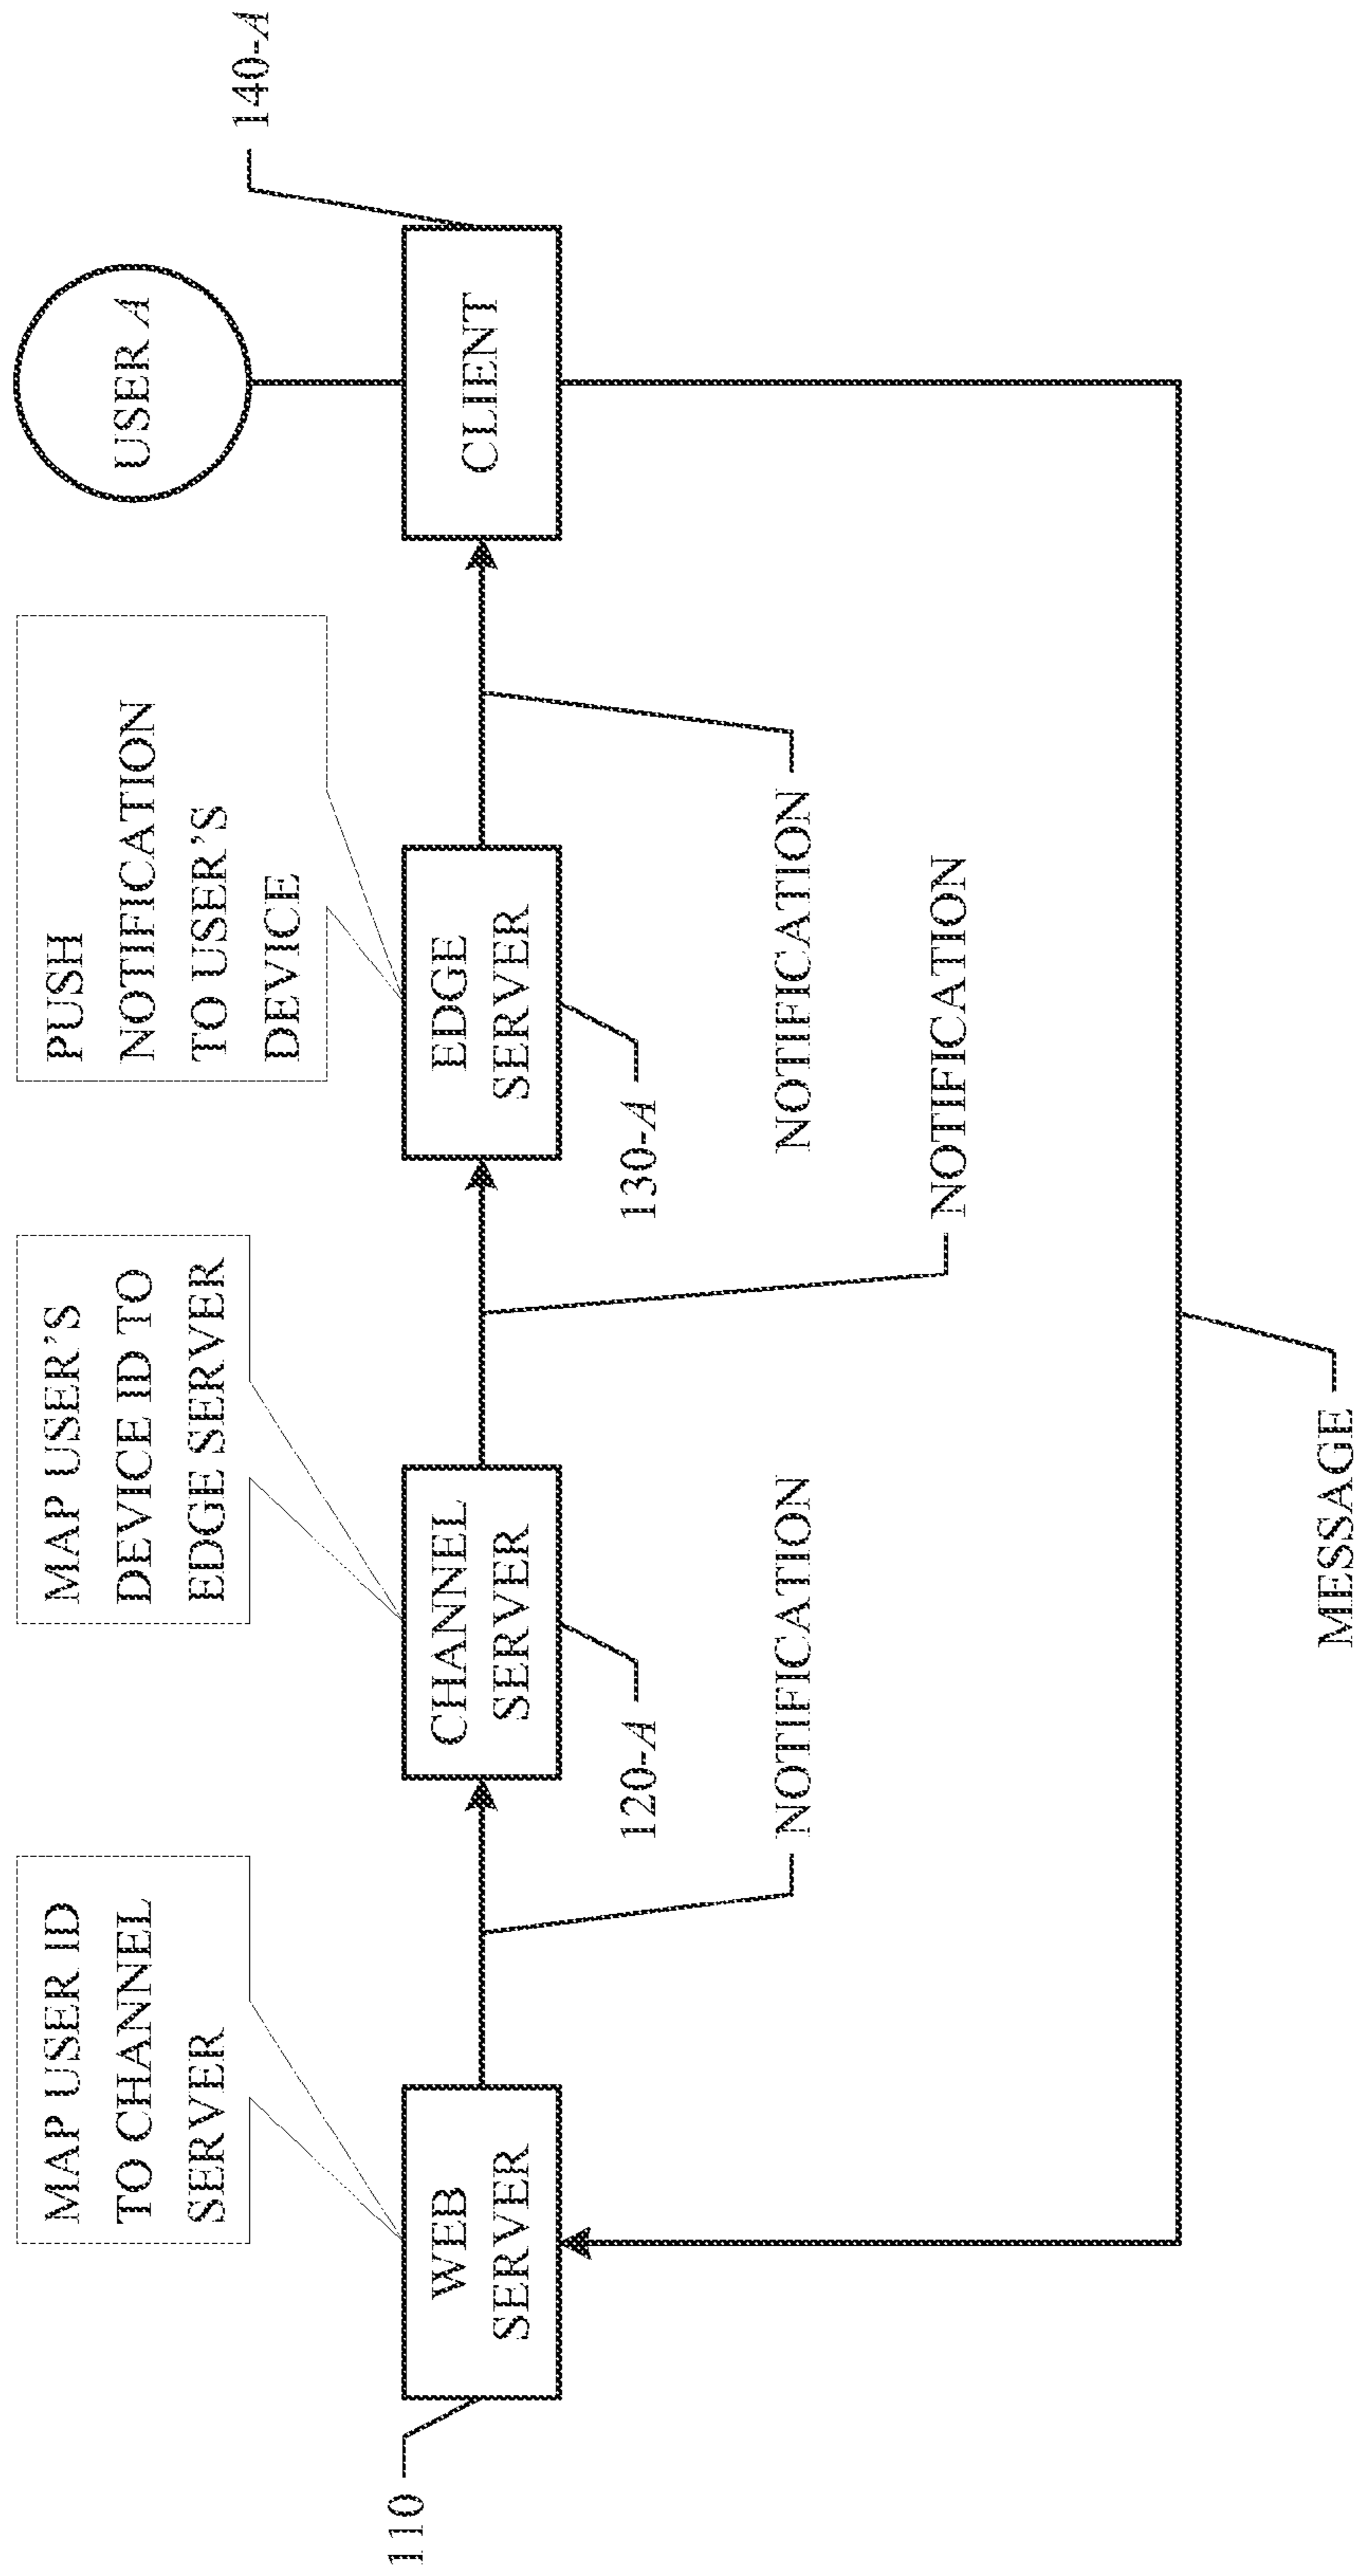 MAP USER ID
TO CHANNEL
SERVER
MAP USER'S
DEVICE ID TO
EDGE SERVER
PUSH
NOTIFICATION
TO USER'S
DEVICE
USER A
110
WEB
SERVER
CHANNEL
SERVER
EDGE
SERVER
CLIENT
140-A
120-A
130-A
NOTIFICATION
NOTIFICATION
NOTIFICATION
MESSAGE